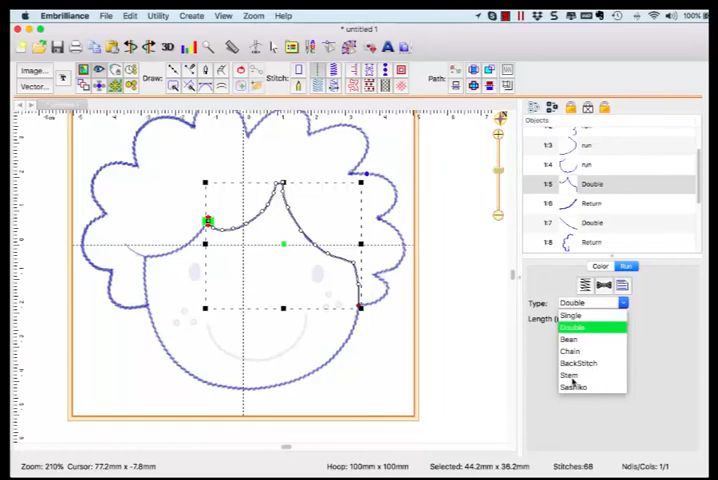 Embrilliance File Edit Utility Create View Zoom Help 100%
* untitled 1
3D A
Image... Draw: Stitch: Path:
Vector...
Objects
1:3 run
1:4 run
1:5 Double
1:6 Return
1:7 Double
1:8 Return
Color Run
Type: Double
Single
Length (
Double
Bean
Chain
BackStitch
Stem
Sashiko
Zoom: 210% Cursor: 77.2mm x -7.8mm Hoop: 100mm x 100mm Selected: 44.2mm x 36.2mm Stitches:68 Ndls/Cols: 1/1